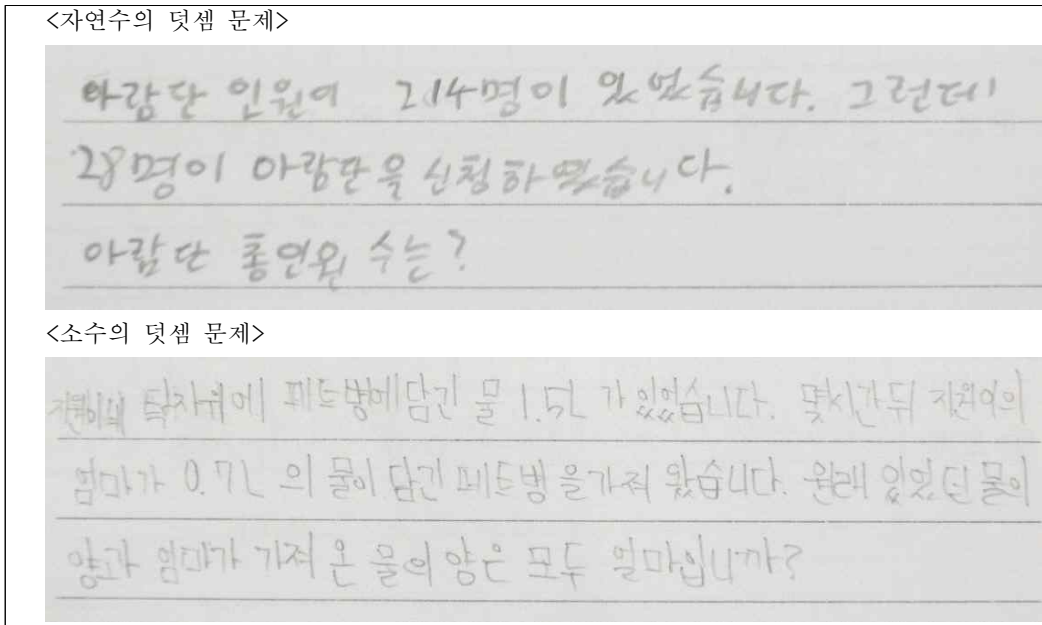 <자연수의 덧셈 문제>
아람단 인원이 214명이 있었습니다. 그런데
28명이 아람단을 신청하였습니다.
아람단 총인원 수는?
<소수의 덧셈 문제>
탁자위에 페트병에 담긴 물 1.5L 가 있었습니다. 몇시간 뒤 지원이의
엄마가 0.7L 의 물이 담긴 페트병을 가져 왔습니다. 원래 있었던 물의
양과 엄마가 가져 온 물의 양은 모두 얼마입니까?